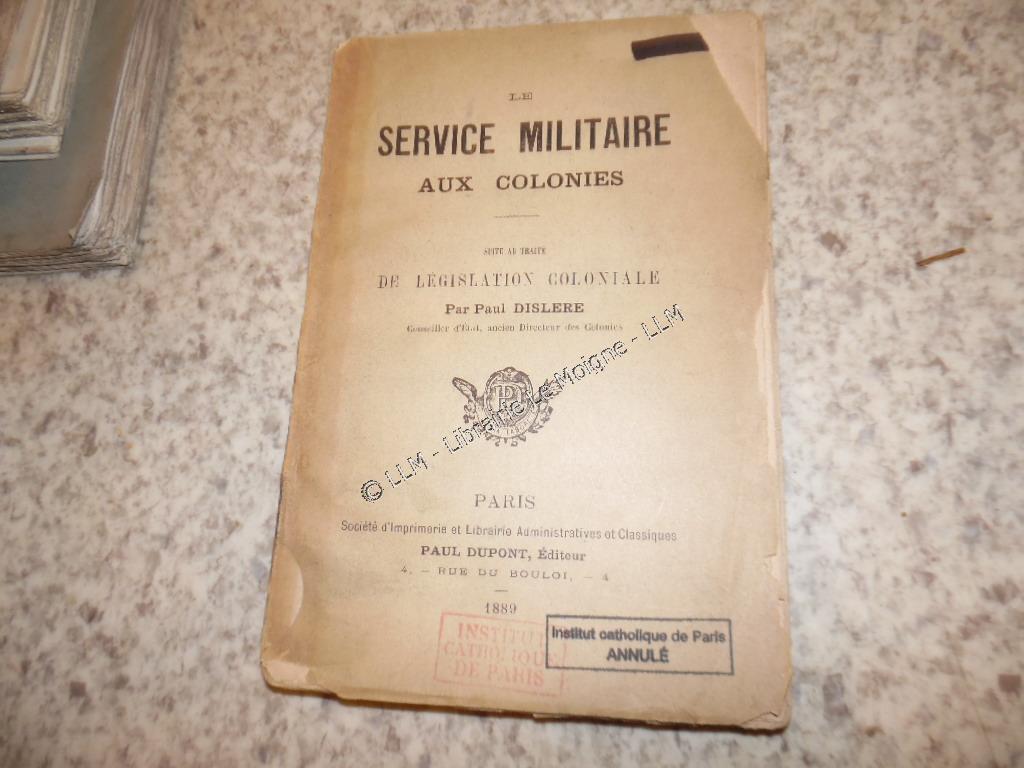 LE
SERVICE MILITAIRE
AUX COLONIES
SUITE AU TRAITÉ
DE LÉGISLATION COLONIALE
Par Paul DISLERE
Conseiller d'État, ancien Directeur des Colonies
© LLM - Librairie Le Moigne - LLM
PARIS
Société d'Imprimerie et Librairie Administratives et Classiques
PAUL DUPONT, Éditeur
4, — RUE DU BOULOI, — 4
1889
INSTITUT
CATHOLIQUE
DE PARIS
Institut catholique de Paris
ANNULÉ